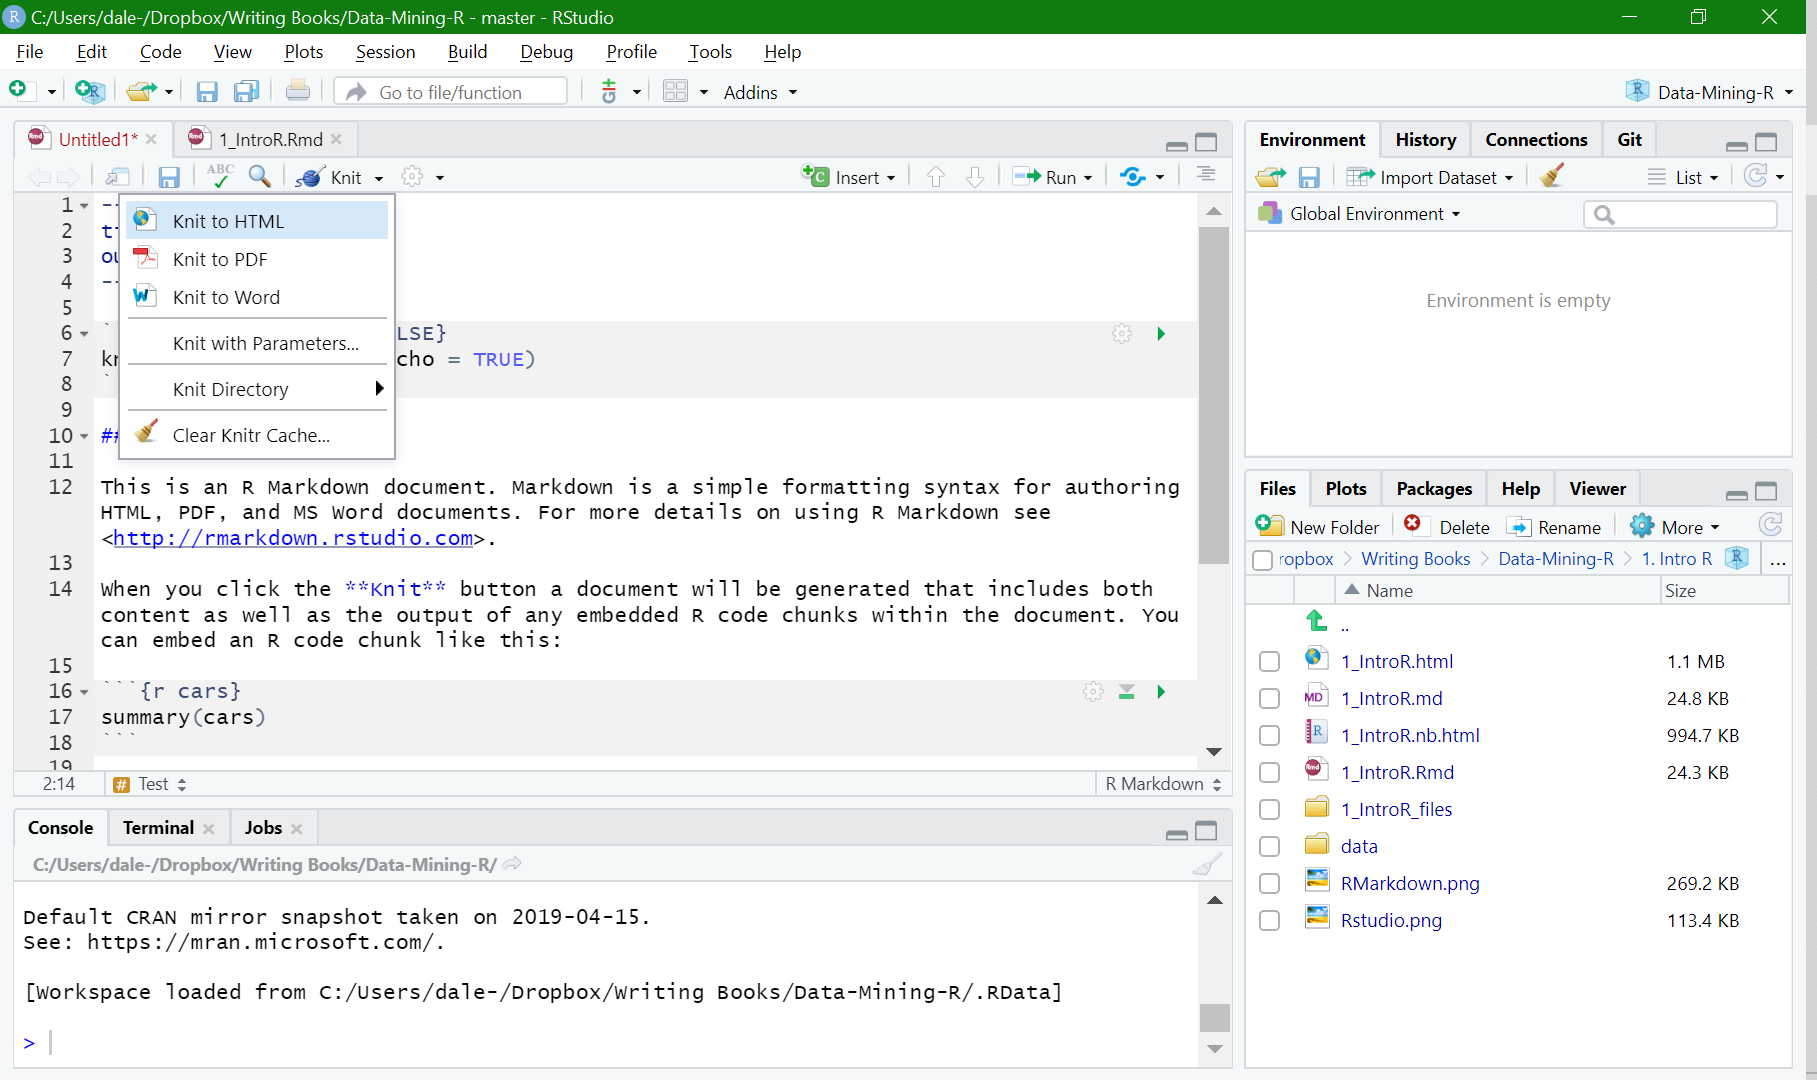 C:/Users/dale-/Dropbox/Writing Books/Data-Mining-R - master - RStudio
File Edit Code View Plots Session Build Debug Profile Tools Help
Go to file/function Addins Data-Mining-R
Untitled1* 1_IntroR.Rmd
ABC Knit Insert Run
Knit to HTML
Knit to PDF
Knit to Word
Knit with Parameters...
Knit Directory
Clear Knitr Cache...
1 --
2
3
4 --
5
6 LSE}
7 cho = TRUE)
8
9
10 ##
11
12 This is an R Markdown document. Markdown is a simple formatting syntax for authoring
HTML, PDF, and MS Word documents. For more details on using R Markdown see
<http://rmarkdown.rstudio.com>.
13
14 When you click the **Knit** button a document will be generated that includes both
content as well as the output of any embedded R code chunks within the document. You
can embed an R code chunk like this:
15
16 ```{r cars}
17 summary(cars)
18 ```
19
2:14 # Test R Markdown
Console Terminal Jobs
C:/Users/dale-/Dropbox/Writing Books/Data-Mining-R/
Default CRAN mirror snapshot taken on 2019-04-15.
See: https://mran.microsoft.com/.
[Workspace loaded from C:/Users/dale-/Dropbox/Writing Books/Data-Mining-R/.RData]
>
Environment History Connections Git
Import Dataset List
Global Environment
Environment is empty
Files Plots Packages Help Viewer
New Folder Delete Rename More
ropbox > Writing Books > Data-Mining-R > 1. Intro R ...
Name Size
..
1_IntroR.html 1.1 MB
1_IntroR.md 24.8 KB
1_IntroR.nb.html 994.7 KB
1_IntroR.Rmd 24.3 KB
1_IntroR_files
data
RMarkdown.png 269.2 KB
Rstudio.png 113.4 KB